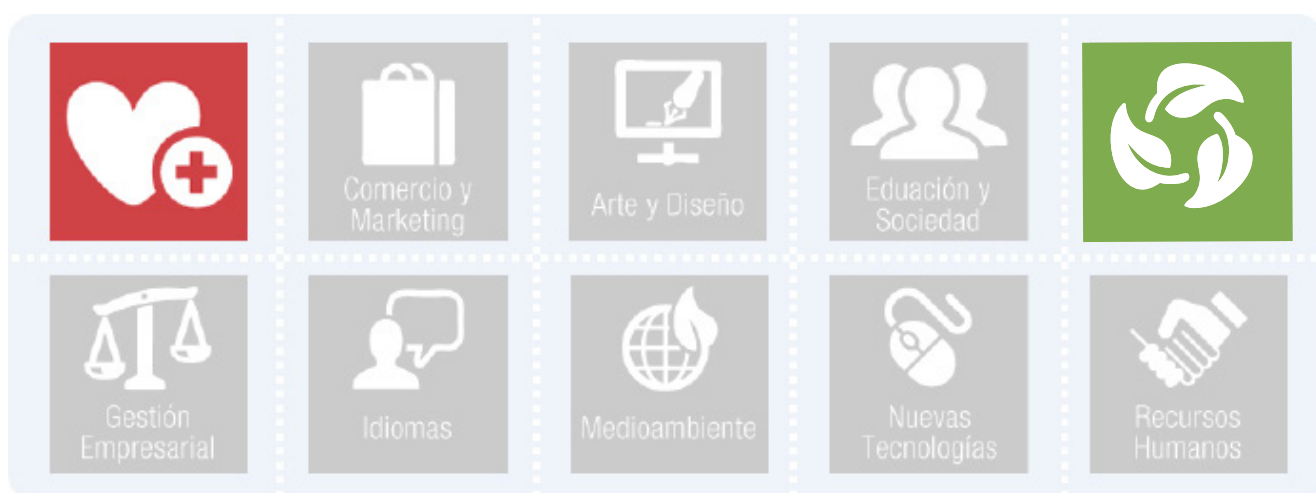 Comercio y
Marketing
Arte y Diseño
Eduación y
Sociedad
Gestión
Empresarial
Idiomas
Medioambiente
Nuevas
Tecnologías
Recursos
Humanos